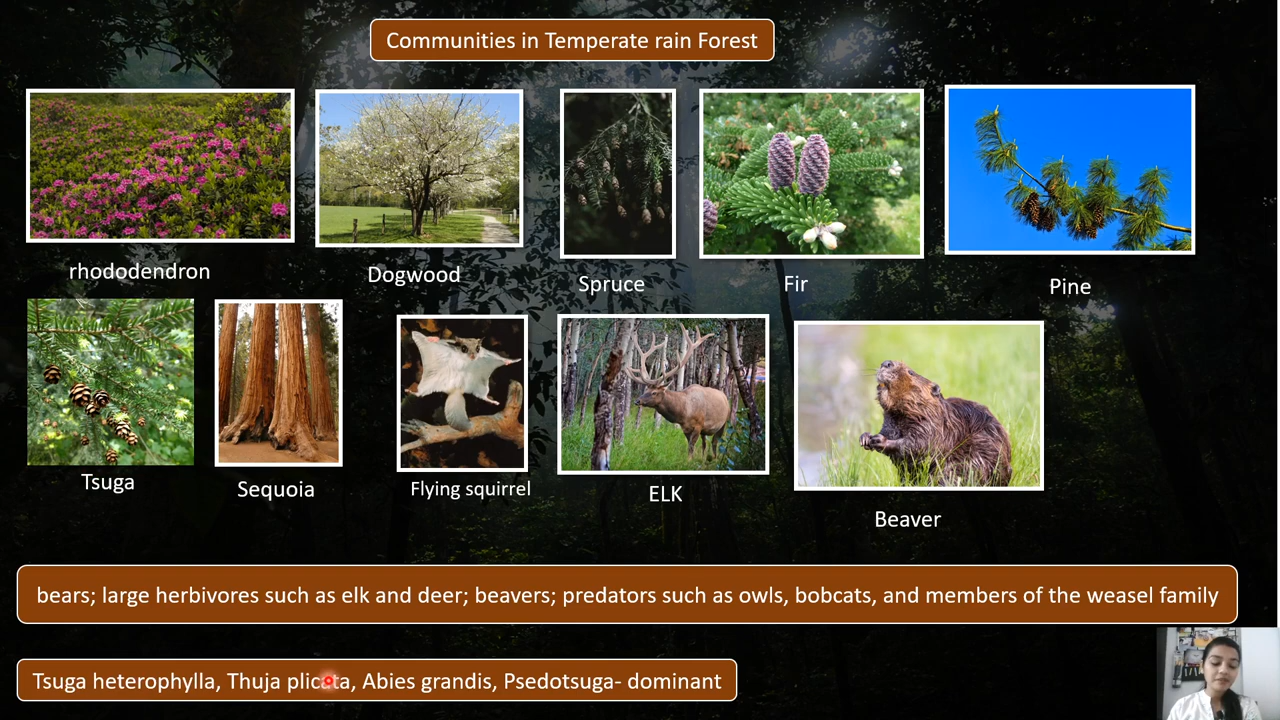 Communities in Temperate rain Forest
rhododendron
Dogwood
Spruce
Fir
Pine
Tsuga
Sequoia
Flying squirrel
ELK
Beaver
bears; large herbivores such as elk and deer; beavers; predators such as owls, bobcats, and members of the weasel family
Tsuga heterophylla, Thuja plicata, Abies grandis, Psedotsuga- dominant